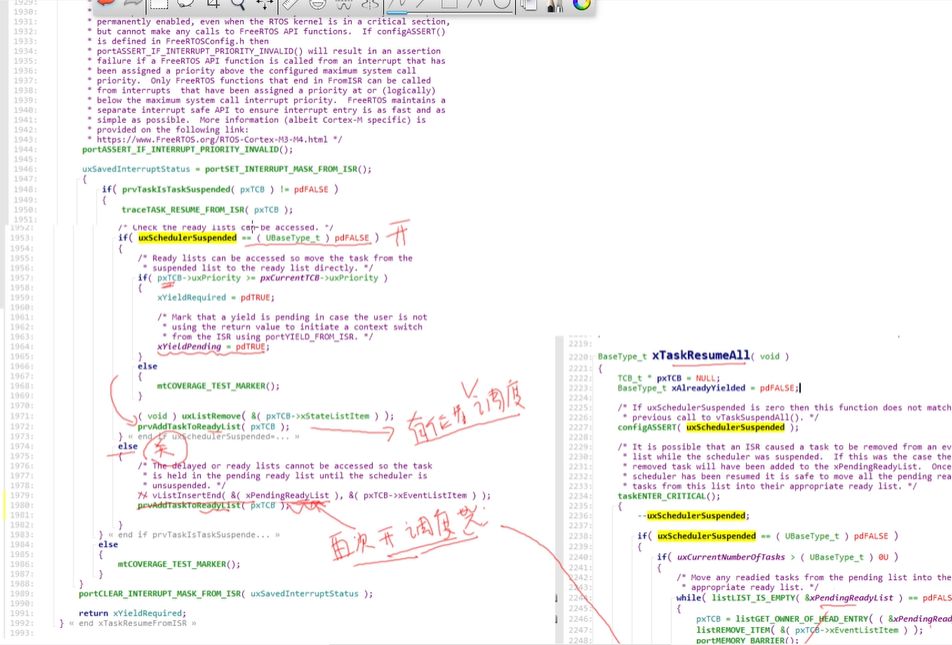 1929:
1930:
1931: * permanently enabled, even when the RTOS kernel is in a critical section,
1932: * but cannot make any calls to FreeRTOS API functions. If configASSERT()
1933: * is defined in FreeRTOSConfig.h then
1934: * portASSERT_IF_INTERRUPT_PRIORITY_INVALID() will result in an assertion
1935: * failure if a FreeRTOS API function is called from an interrupt that has
1936: * been assigned a priority above the configured maximum system call
1937: * priority. Only FreeRTOS functions that end in FromISR can be called
1938: * from interrupts that have been assigned a priority at or (logically)
1939: * below the maximum system call interrupt priority. FreeRTOS maintains a
1940: * separate interrupt safe API to ensure interrupt entry is as fast and as
1941: * simple as possible. More information (albeit Cortex-M specific) is
1942: * provided on the following link:
1943: * https://www.FreeRTOS.org/RTOS-Cortex-M3-M4.html */
1944: portASSERT_IF_INTERRUPT_PRIORITY_INVALID();
1945:
1946: uxSavedInterruptStatus = portSET_INTERRUPT_MASK_FROM_ISR();
1947: {
1948: if( prvTaskIsTaskSuspended( pxTCB ) != pdFALSE )
1949: {
1950: traceTASK_RESUME_FROM_ISR( pxTCB );
1951:
1952: /* Check the ready lists can be accessed. */
1953: if( uxSchedulerSuspended == ( UBaseType_t ) pdFALSE ) 开
1954: {
1955: /* Ready lists can be accessed so move the task from the
1956: * suspended list to the ready list directly. */
1957: if( pxTCB->uxPriority >= pxCurrentTCB->uxPriority )
1958: {
1959: xYieldRequired = pdTRUE;
1960:
1961: /* Mark that a yield is pending in case the user is not
1962: * using the return value to initiate a context switch
1963: * from the ISR using portYIELD_FROM_ISR. */
1964: xYieldPending = pdTRUE;
1965: }
1966: else
1967: {
1968: mtCOVERAGE_TEST_MARKER();
1969: }
1970:
1971: ( void ) uxListRemove( &( pxTCB->xStateListItem ) );
1972: prvAddTaskToReadyList( pxTCB );
1973: } « end if uxSchedulerSuspended=... »
1974: else
1975: {
1976: /* The delayed or ready lists cannot be accessed so the task
1977: * is held in the pending ready list until the scheduler is
1978: * unsuspended. */
1979: // vListInsertEnd( &( xPendingReadyList ), &( pxTCB->xEventListItem ) );
1980: prvAddTaskToReadyList( pxTCB );
1981:
1982: }
1983: } « end if prvTaskIsTaskSuspende... »
1984: else
1985: {
1986: mtCOVERAGE_TEST_MARKER();
1987: }
1988: }
1989: portCLEAR_INTERRUPT_MASK_FROM_ISR( uxSavedInterruptStatus );
1990:
1991: return xYieldRequired;
1992: } « end xTaskResumeFromISR »
1993:
调度
关
再次开调度
2219:
2220: BaseType_t xTaskResumeAll( void )
2221: {
2222: TCB_t * pxTCB = NULL;
2223: BaseType_t xAlreadyYielded = pdFALSE;
2224:
2225: /* If uxSchedulerSuspended is zero then this function does not match
2226: * previous call to vTaskSuspendAll(). */
2227: configASSERT( uxSchedulerSuspended );
2228:
2229: /* It is possible that an ISR caused a task to be removed from an ev
2230: * list while the scheduler was suspended. If this was the case the
2231: * removed task will have been added to the xPendingReadyList. Once
2232: * scheduler has been resumed it is safe to move all the pending rea
2233: * tasks from this list into their appropriate ready list. */
2234: taskENTER_CRITICAL();
2235: {
2236: --uxSchedulerSuspended;
2237:
2238: if( uxSchedulerSuspended == ( UBaseType_t ) pdFALSE )
2239: {
2240: if( uxCurrentNumberOfTasks > ( UBaseType_t ) 0U )
2241: {
2242: /* Move any readied tasks from the pending list into the
2243: * appropriate ready list. */
2244: while( listLIST_IS_EMPTY( &xPendingReadyList ) == pdFALS
2245: {
2246: pxTCB = listGET_OWNER_OF_HEAD_ENTRY( ( &xPendingRead
2247: listREMOVE_ITEM( &( pxTCB->xEventListItem ) );
2248: portMEMORY_BARRIER();